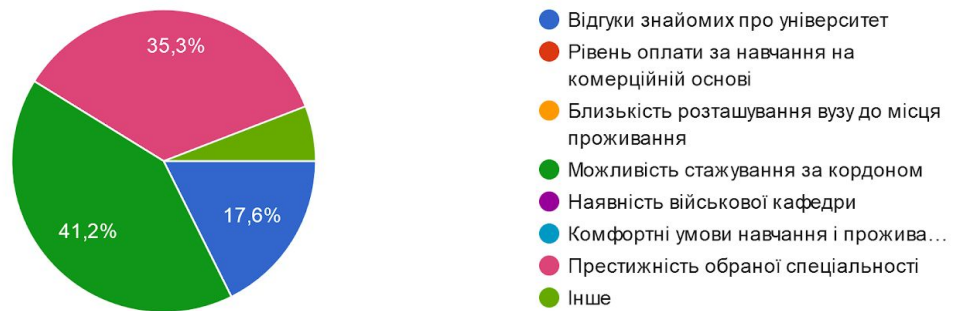 35,3%
41,2%
17,6%
Відгуки знайомих про університет
Рівень оплати за навчання на
комерційній основі
Близькість розташування вузу до місця
проживання
Можливість стажування за кордоном
Наявність військової кафедри
Комфортні умови навчання і прожива…
Престижність обраної спеціальності
Інше